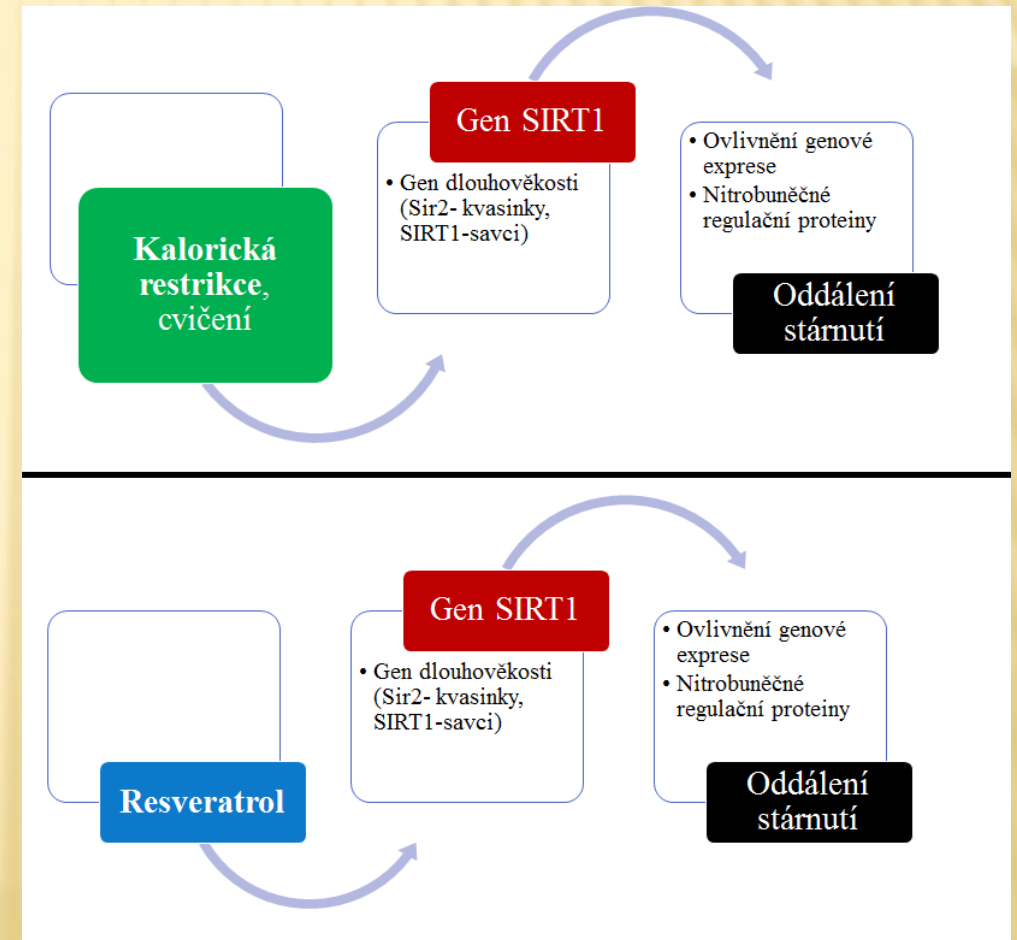 Kalorická
restrikce,
cvičení
Gen SIRT1
• Gen dlouhověkosti
(Sir2- kvasinky,
SIRT1-savci)
• Ovlivnění genové
exprese
• Nitrobuněčné
regulační proteiny
Oddálení
stárnutí
Resveratrol
Gen SIRT1
• Gen dlouhověkosti
(Sir2- kvasinky,
SIRT1-savci)
• Ovlivnění genové
exprese
• Nitrobuněčné
regulační proteiny
Oddálení
stárnutí